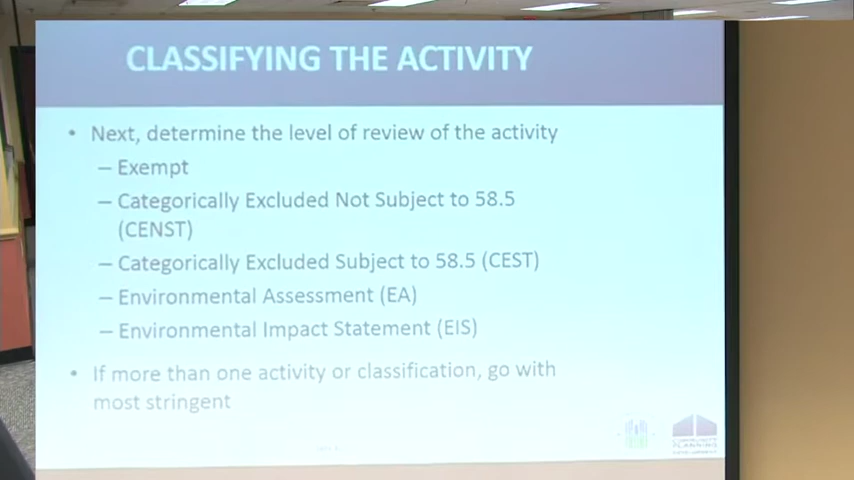 CLASSIFYING THE ACTIVITY
• Next, determine the level of review of the activity
– Exempt
– Categorically Excluded Not Subject to 58.5
(CENST)
– Categorically Excluded Subject to 58.5 (CEST)
– Environmental Assessment (EA)
– Environmental Impact Statement (EIS)
• If more than one activity or classification, go with
most stringent
COMMUNITY
PLANNING